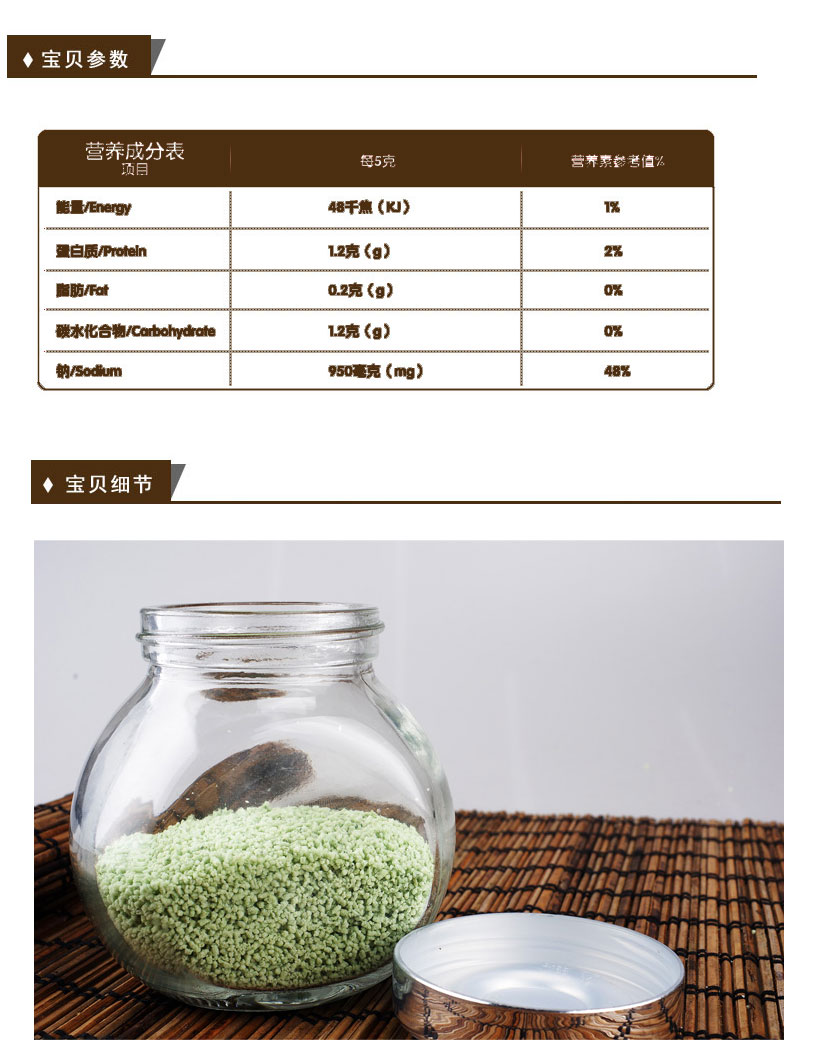 宝贝参数
营养成分表
项目
每5克
营养素参考值%
能量/Energy
48千焦（KJ）
1%
蛋白质/Protein
1.2克（g）
2%
脂肪/Fat
0.2克（g）
0%
碳水化合物/Carbohydrate
1.2克（g）
0%
钠/Sodium
950毫克（mg）
48%
宝贝细节